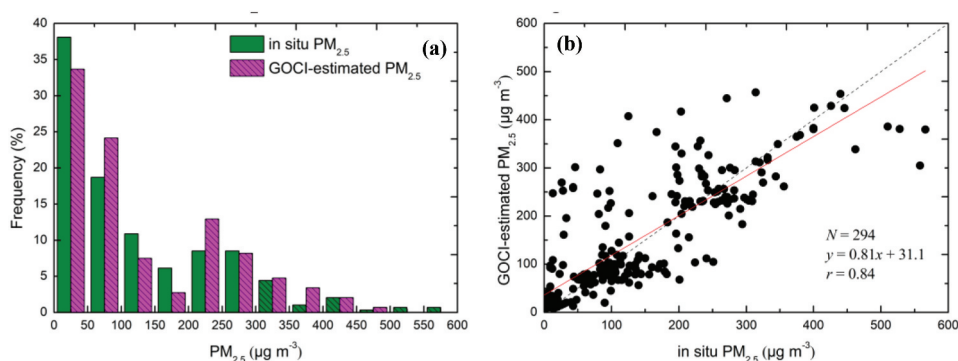 (a)
in situ PM2.5
GOCI-estimated PM2.5
Frequency (%)
40
35
30
25
20
15
10
5
0
0 50 100 150 200 250 300 350 400 450 500 550 600
PM2.5 (μg m-3)
(b)
GOCI-estimated PM2.5 (μg m-3)
600
500
400
300
200
100
0
N = 294
y = 0.81x + 31.1
r = 0.84
0 100 200 300 400 500 600
in situ PM2.5 (μg m-3)